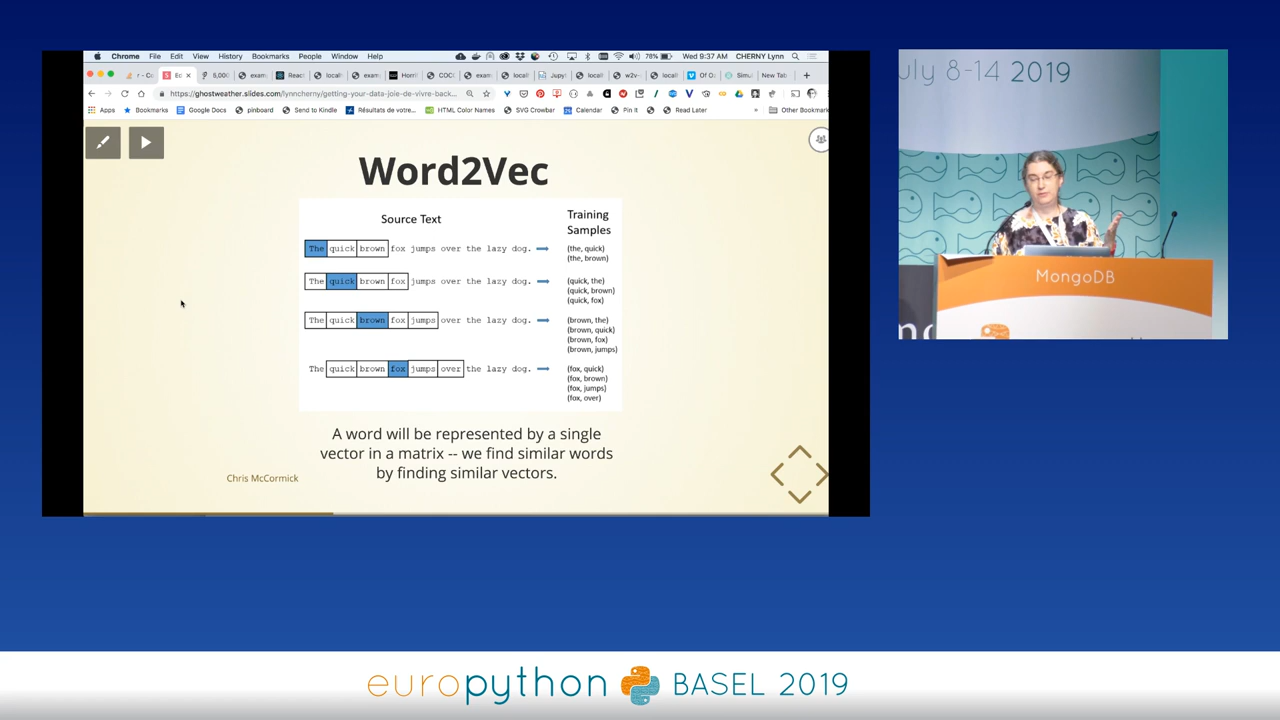 Chrome File Edit View History Bookmarks People Window Help
78% Wed 9:37 AM CHERNY Lynn
https://ghostweather.slides.com/lynncherny/getting-your-data-joie-de-vivre-back...
Apps Bookmarks Google Docs pinboard Send to Kindle Résultats de votre... HTML Color Names SVG Crowbar Calendar Pin It Read Later Other Bookmarks
Word2Vec
Source Text
Training
Samples
The quick brown fox jumps over the lazy dog.
(the, quick)
(the, brown)
The quick brown fox jumps over the lazy dog.
(quick, the)
(quick, brown)
(quick, fox)
The quick brown fox jumps over the lazy dog.
(brown, the)
(brown, quick)
(brown, fox)
(brown, jumps)
The quick brown fox jumps over the lazy dog.
(fox, quick)
(fox, brown)
(fox, jumps)
(fox, over)
A word will be represented by a single
vector in a matrix -- we find similar words
by finding similar vectors.
Chris McCormick
July 8-14 2019
MongoDB
europython BASEL 2019